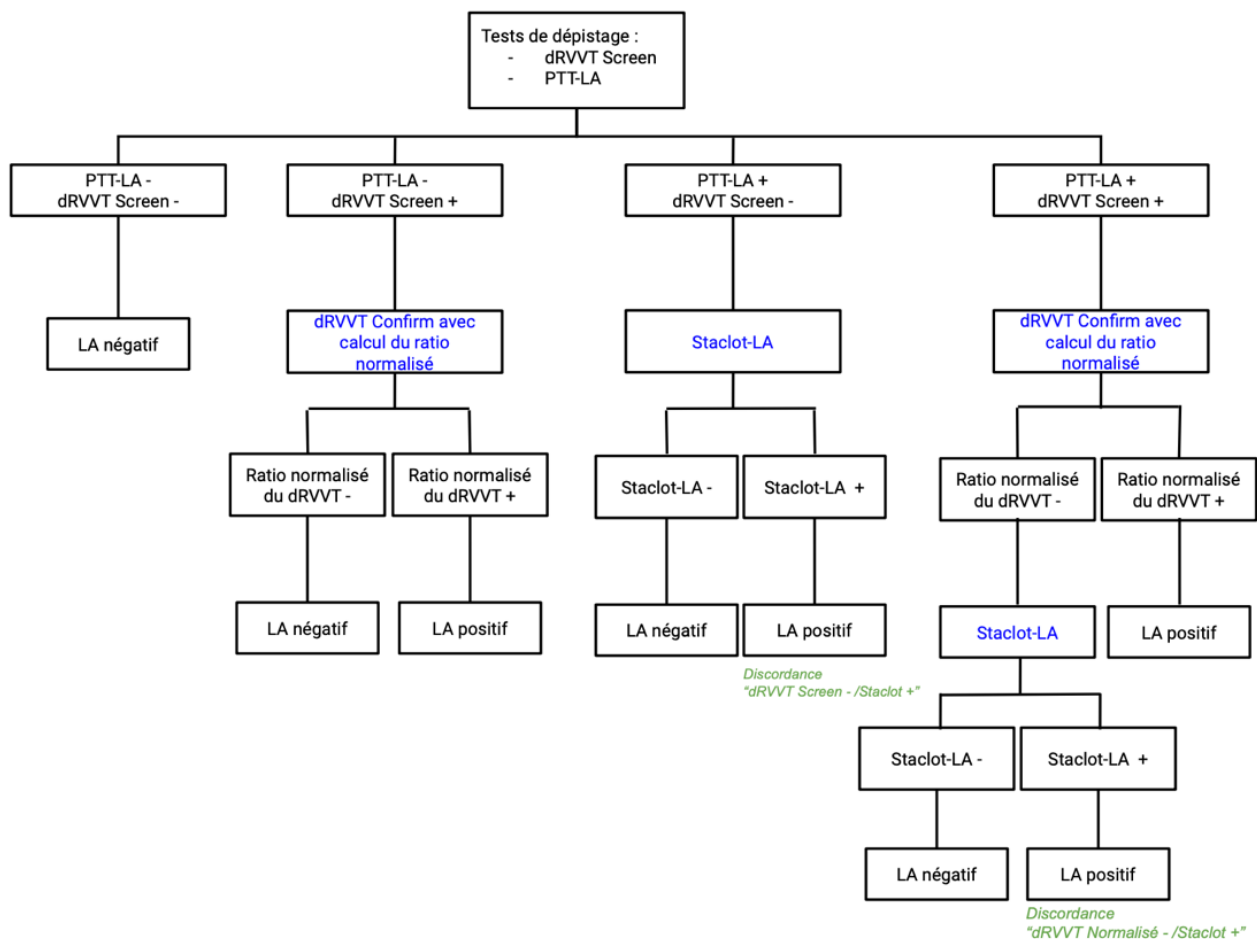 Tests de dépistage :
- dRVVT Screen
- PTT-LA
PTT-LA -
dRVVT Screen -
PTT-LA -
dRVVT Screen +
PTT-LA +
dRVVT Screen -
PTT-LA +
dRVVT Screen +
LA négatif
dRVVT Confirm avec
calcul du ratio
normalisé
Staclot-LA
dRVVT Confirm avec
calcul du ratio
normalisé
Ratio normalisé
du dRVVT -
Ratio normalisé
du dRVVT +
Staclot-LA -
Staclot-LA +
Ratio normalisé
du dRVVT -
Ratio normalisé
du dRVVT +
LA négatif
LA positif
LA négatif
LA positif
Staclot-LA
LA positif
Discordance
“dRVVT Screen - /Staclot +”
Staclot-LA -
Staclot-LA +
LA négatif
LA positif
Discordance
“dRVVT Normalisé - /Staclot +”